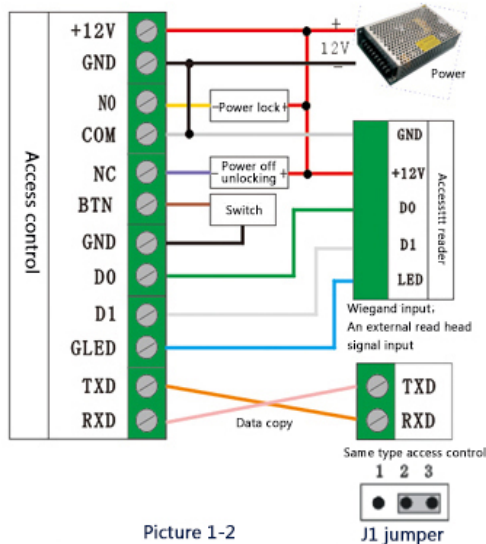 +12V
GND
N0
COM
NC
BTN
GND
D0
D1
GLED
TXD
RXD
Access control
+
12V
−
Power
−Power lock+
− Power off +
unlocking
Switch
GND
+12V
D0
D1
LED
Accessttt reader
Wiegand input,
An external read head
signal input
TXD
RXD
Data copy
Same type access control
1 2 3
Picture 1-2
J1 jumper